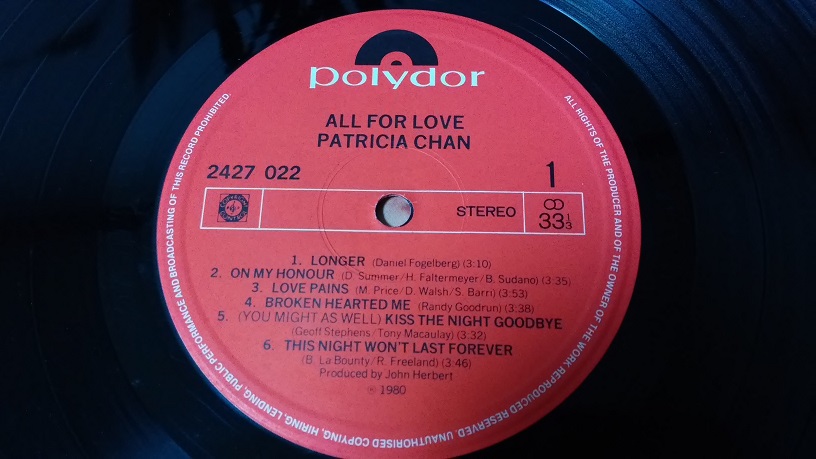 polydor
ALL FOR LOVE
PATRICIA CHAN
2427 022
1
STEREO
33⅓
1. LONGER (Daniel Fogelberg) (3:10)
2. ON MY HONOUR (D. Summer/H. Faltermeyer/B. Sudano) (3:35)
3. LOVE PAINS (M. Price/D. Walsh/S. Barri) (3:53)
4. BROKEN HEARTED ME (Randy Goodrun) (3:38)
5. (YOU MIGHT AS WELL) KISS THE NIGHT GOODBYE
(Geoff Stephens/Tony Macaulay) (3.32)
6. THIS NIGHT WON'T LAST FOREVER
(B. La Bounty/R. Freeland) (3:46)
Produced by John Herbert
℗ 1980
ALL RIGHTS OF THE PRODUCER AND OF THE OWNER OF THE WORK REPRODUCED RESERVED. UNAUTHORISED COPYING, HIRING, LENDING, PUBLIC PERFORMANCE AND BROADCASTING OF THIS RECORD PROHIBITED.